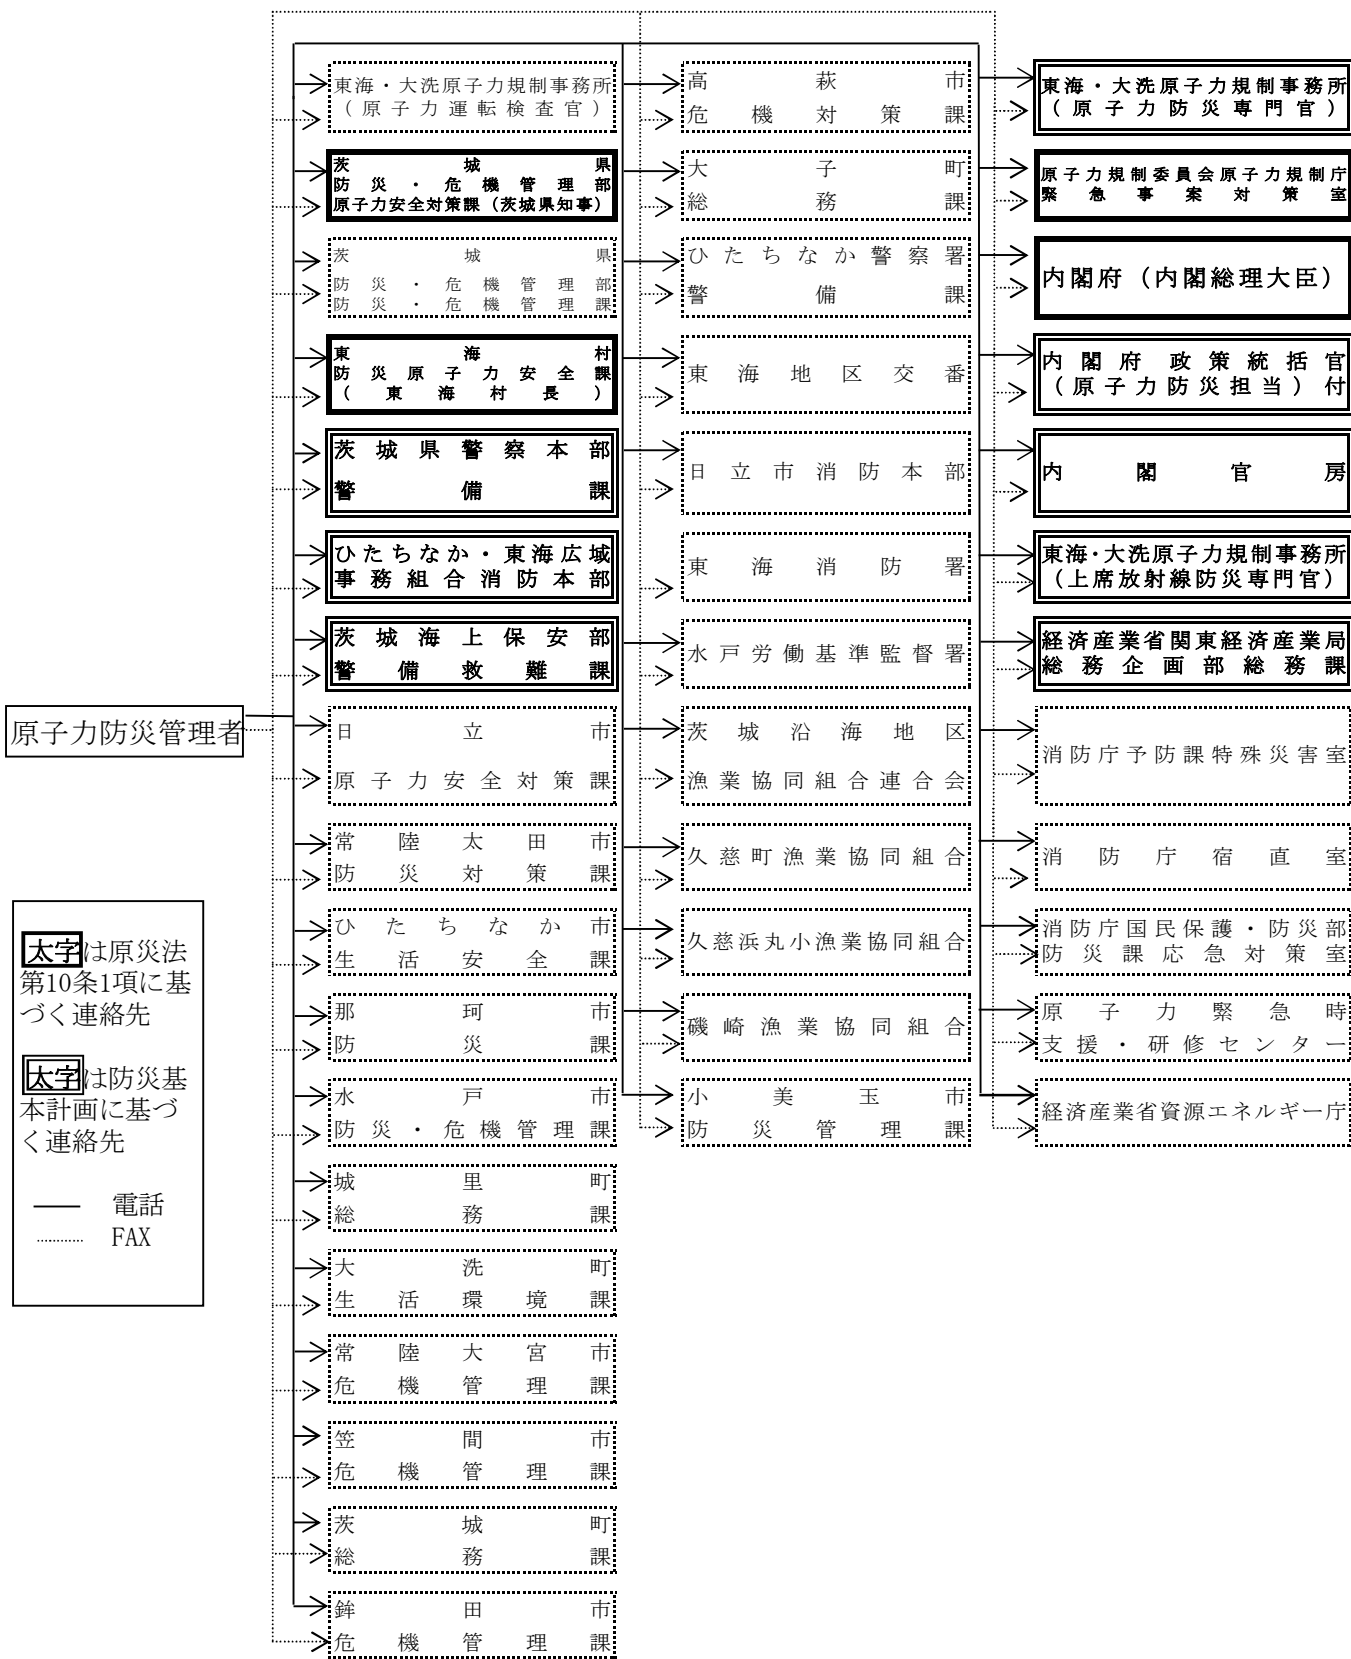 原子力防災管理者
太字は原災法
第10条1項に基
づく連絡先
太字は防災基
本計画に基づ
く連絡先
電話
FAX
東海・大洗原子力規制事務所
(原子力運転検査官)
茨城県
防災・危機管理部
原子力安全対策課(茨城県知事)
茨城県
防災・危機管理部
防災・危機管理課
東海村
防災原子力安全課
(東海村長)
茨城県警察本部
警備課
ひたちなか・東海広域
事務組合消防本部
茨城海上保安部
警備救難課
日立市
原子力安全対策課
常陸太田市
防災対策課
ひたちなか市
生活安全課
那珂市
防災課
水戸市
防災・危機管理課
城里町
総務課
大洗町
生活環境課
常陸大宮市
危機管理課
笠間市
危機管理課
茨城町
総務課
鉾田市
危機管理課
高萩市
危機対策課
大子町
総務課
ひたちなか警察署
警備課
東海地区交番
日立市消防本部
東海消防署
水戸労働基準監督署
茨城沿海地区
漁業協同組合連合会
久慈町漁業協同組合
久慈浜丸小漁業協同組合
磯崎漁業協同組合
小美玉市
防災管理課
東海・大洗原子力規制事務所
(原子力防災専門官)
原子力規制委員会原子力規制庁
緊急事案対策室
内閣府(内閣総理大臣)
内閣府政策統括官
(原子力防災担当)付
内閣官房
東海・大洗原子力規制事務所
(上席放射線防災専門官)
経済産業省関東経済産業局
総務企画部総務課
消防庁予防課特殊災害室
消防庁宿直室
消防庁国民保護・防災部
防災課応急対策室
原子力緊急時
支援・研修センター
経済産業省資源エネルギー庁